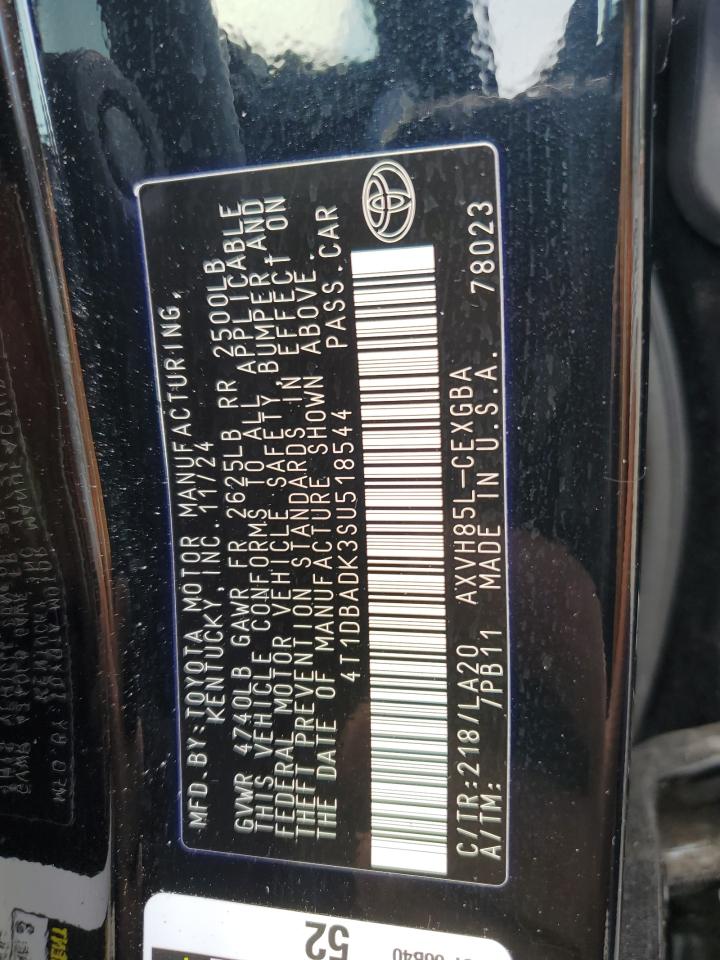 MFD.BY:TOYOTA MOTOR MANUFACTURING,
KENTUCKY, INC. 11/24
GVWR 4740LB GAWR FR 2625LB RR 2500LB
THIS VEHICLE CONFORMS TO ALL APPLICABLE
FEDERAL MOTOR VEHICLE SAFETY, BUMPER AND
THEFT PREVENTION STANDARDS IN EFFECT ON
THE DATE OF MANUFACTURE SHOWN ABOVE.
4T1DBADK3SU518544 PASS.CAR
C/TR:218/LA20 AXVH85L-CEXGBA
A/TM: /PB11 MADE IN U.S.A. 78023
52